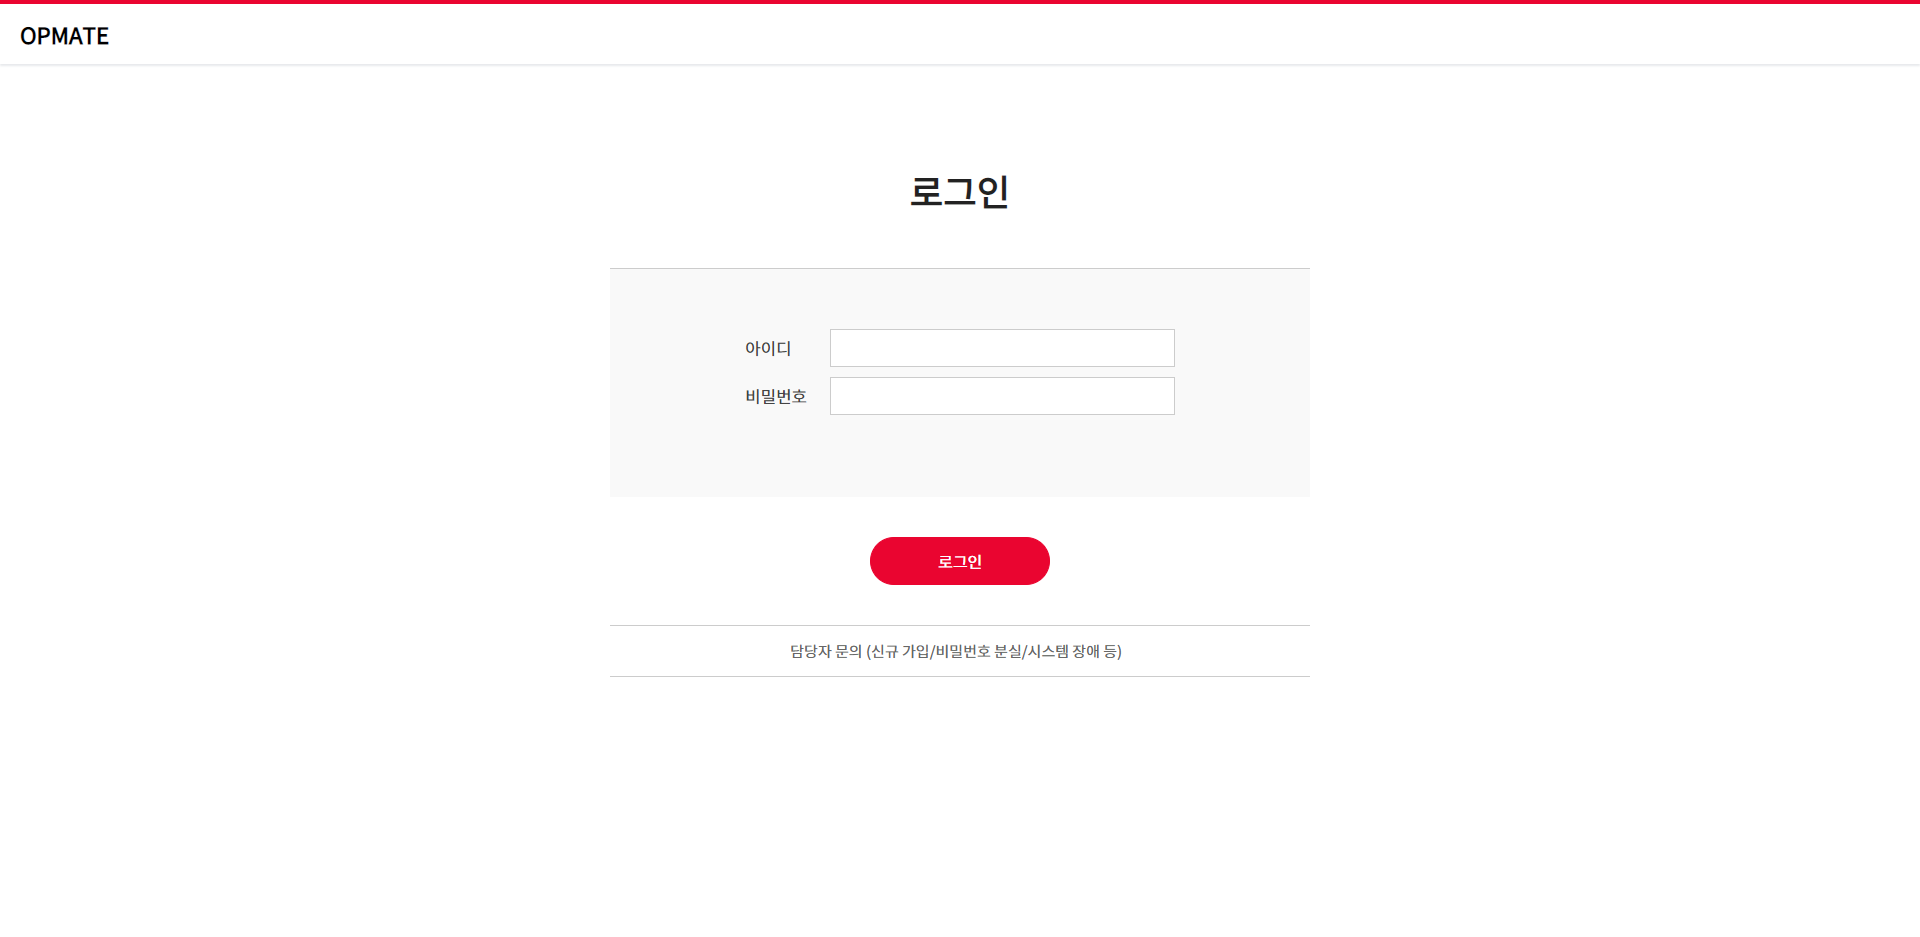 OPMATE
로그인
아이디
비밀번호
로그인
담당자 문의 (신규 가입/비밀번호 분실/시스템 장애 등)